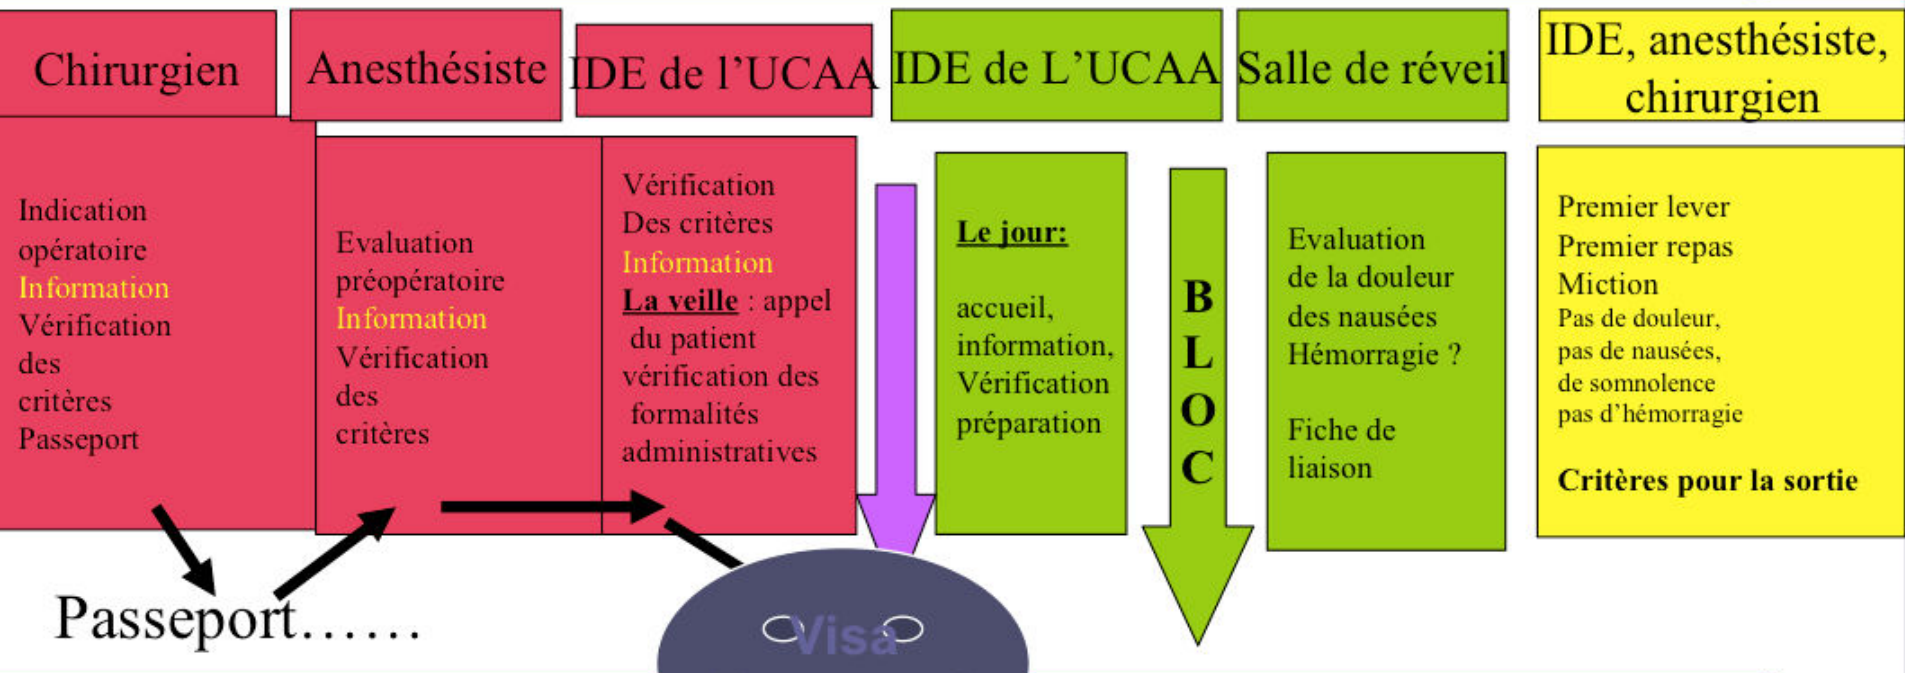 Chirurgien
Anesthésiste
IDE de l’UCAA
IDE de L’UCAA
Salle de réveil
IDE, anesthésiste,
chirurgien
Indication
opératoire
Information
Vérification
des
critères
Passeport
Evaluation
préopératoire
Information
Vérification
des
critères
Vérification
Des critères
Information
La veille : appel
du patient
vérification des
formalités
administratives
Le jour:
accueil,
information,
Vérification
préparation
B
L
O
C
Evaluation
de la douleur
des nausées
Hémorragie ?
Fiche de
liaison
Premier lever
Premier repas
Miction
Pas de douleur,
pas de nausées,
de somnolence
pas d’hémorragie
Critères pour la sortie
Passeport……
Visa